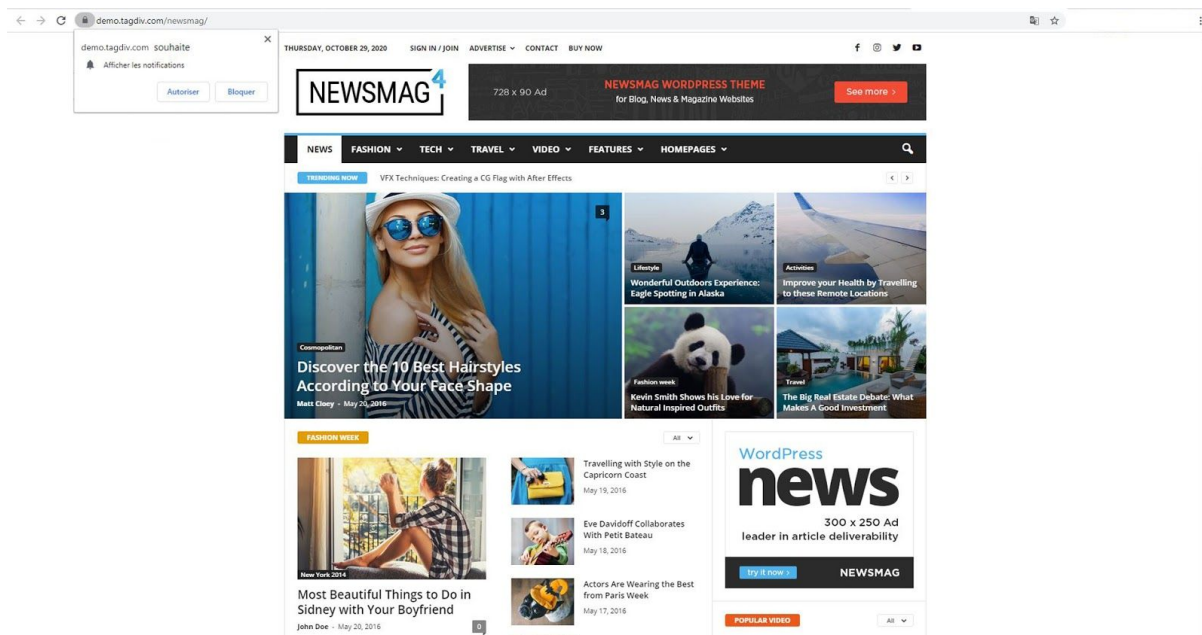 demo.tagdiv.com/newsmag/
demo.tagdiv.com souhaite
Afficher les notifications
Autoriser Bloquer
THURSDAY, OCTOBER 29, 2020 SIGN IN / JOIN ADVERTISE CONTACT BUY NOW
NEWSMAG 4
728 x 90 Ad
NEWSMAG WORDPRESS THEME
for Blog, News & Magazine Websites
See more >
NEWS FASHION TECH TRAVEL VIDEO FEATURES HOMEPAGES
TRENDING NOW VFX Techniques: Creating a CG Flag with After Effects
3
Cosmopolitan
Discover the 10 Best Hairstyles
According to Your Face Shape
Matt Cloey - May 20, 2016
Lifestyle
Wonderful Outdoors Experience:
Eagle Spotting in Alaska
Activities
Improve your Health by Travelling
to these Remote Locations
Fashion week
Kevin Smith Shows his Love for
Natural Inspired Outfits
Travel
The Big Real Estate Debate: What
Makes A Good Investment
FASHION WEEK All
New York 2014
Most Beautiful Things to Do in
Sidney with Your Boyfriend
John Doe - May 20, 2016 0
Travelling with Style on the
Capricorn Coast
May 19, 2016
Eve Davidoff Collaborates
With Petit Bateau
May 18, 2016
Actors Are Wearing the Best
from Paris Week
May 17, 2016
WordPress
news
300 x 250 Ad
leader in article deliverability
try it now > NEWSMAG
POPULAR VIDEO All